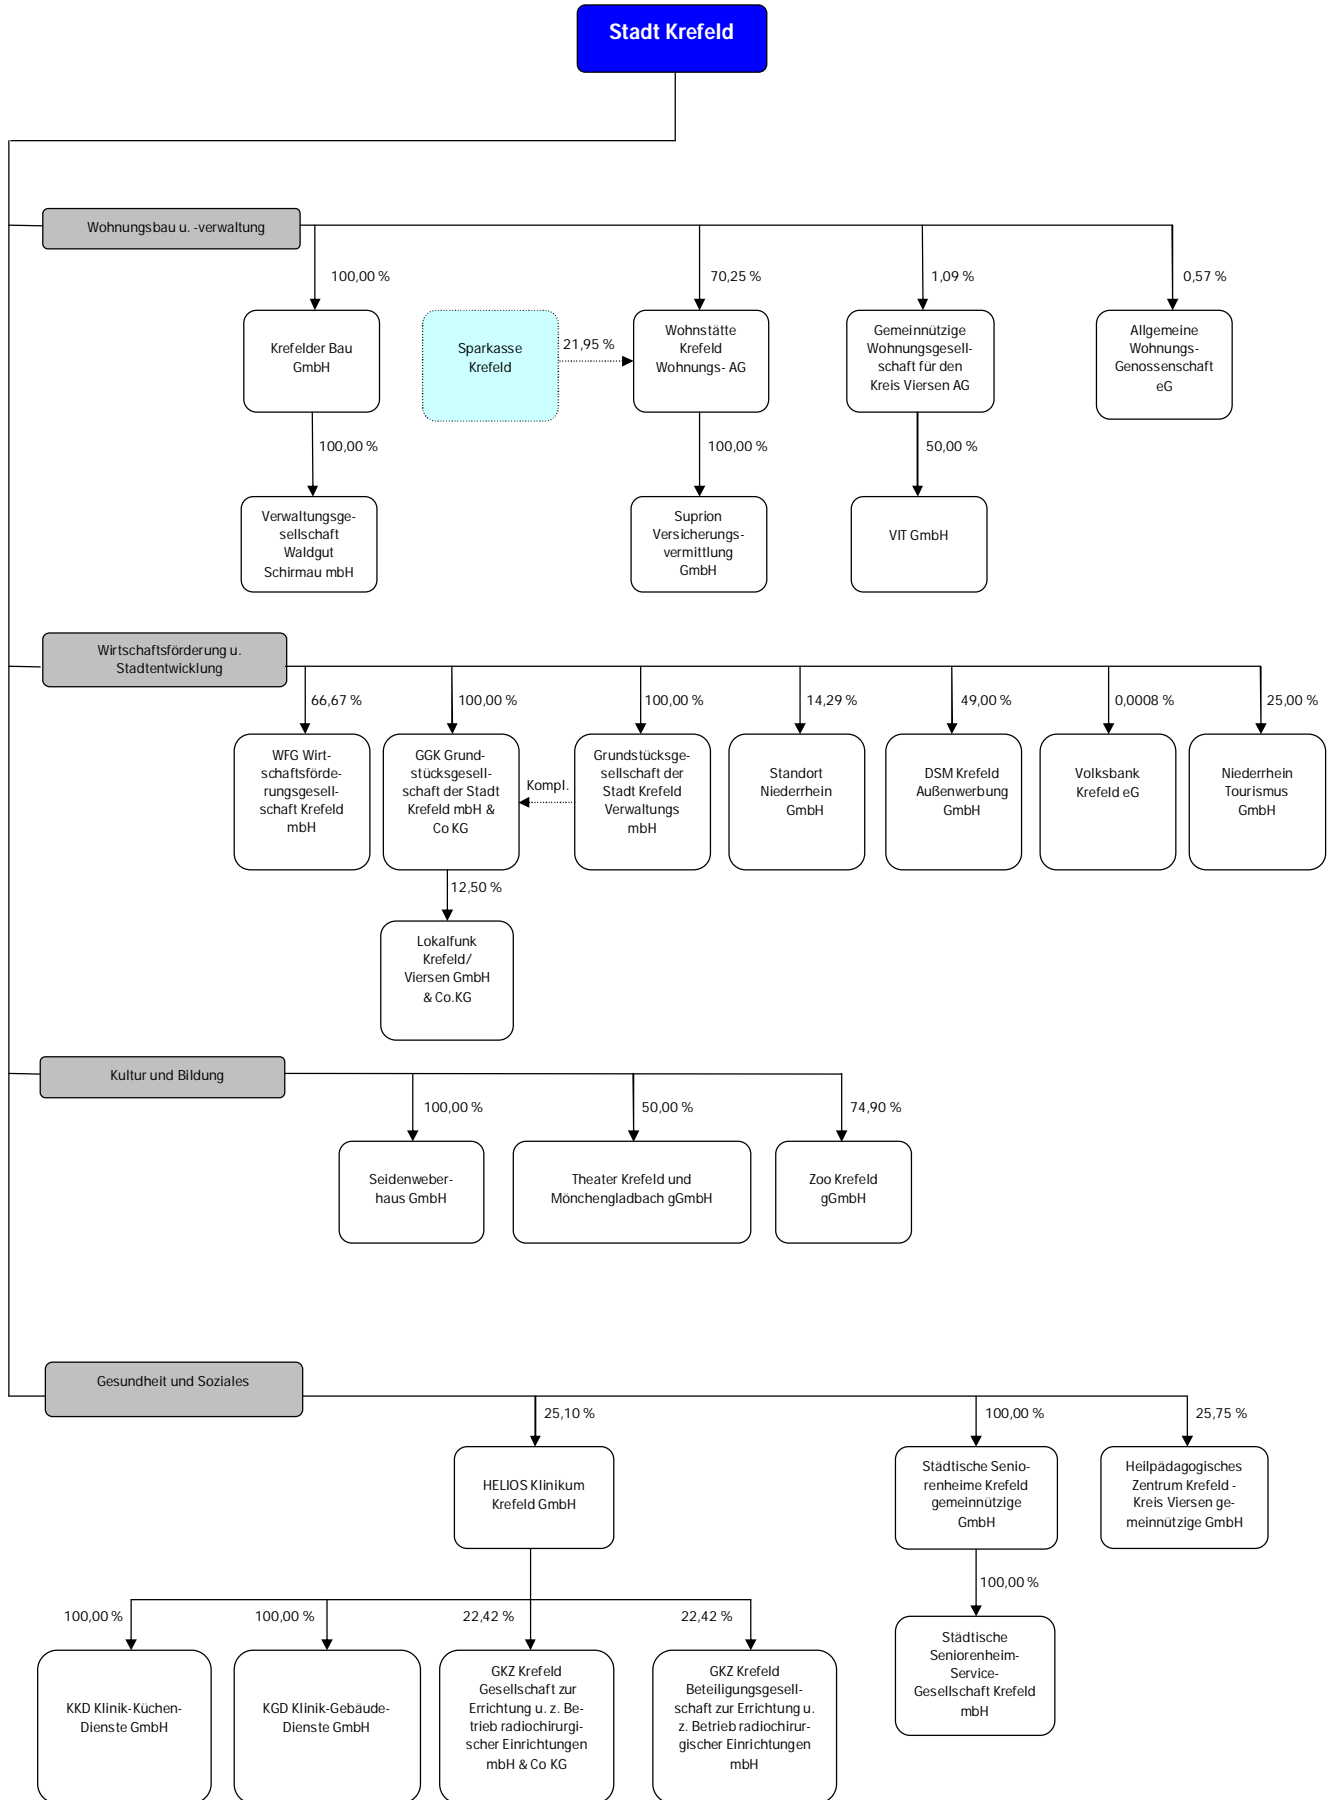 Stadt Krefeld
Wohnungsbau u. -verwaltung
100,00 %
70,25 %
1,09 %
0,57 %
Krefelder Bau
GmbH
Sparkasse
Krefeld
21,95 %
Wohnstätte
Krefeld
Wohnungs- AG
Gemeinnützige
Wohnungsgesell-
schaft für den
Kreis Viersen AG
Allgemeine
Wohnungs-
Genossenschaft
eG
100,00 %
100,00 %
50,00 %
Verwaltungsge-
sellschaft
Waldgut
Schirmau mbH
Suprion
Versicherungs-
vermittlung
GmbH
VIT GmbH
Wirtschaftsförderung u.
Stadtentwicklung
66,67 %
100,00 %
100,00 %
14,29 %
49,00 %
0,0008 %
25,00 %
WFG Wirt-
schaftsförde-
rungsgesell-
schaft Krefeld
mbH
GGK Grund-
stücksgesell-
schaft der Stadt
Krefeld mbH &
Co KG
Kompl.
Grundstücksge-
sellschaft der
Stadt Krefeld
Verwaltungs
mbH
Standort
Niederrhein
GmbH
DSM Krefeld
Außenwerbung
GmbH
Volksbank
Krefeld eG
Niederrhein
Tourismus
GmbH
12,50 %
Lokalfunk
Krefeld/
Viersen GmbH
& Co.KG
Kultur und Bildung
100,00 %
50,00 %
74,90 %
Seidenweber-
haus GmbH
Theater Krefeld und
Mönchengladbach gGmbH
Zoo Krefeld
gGmbH
Gesundheit und Soziales
25,10 %
100,00 %
25,75 %
HELIOS Klinikum
Krefeld GmbH
Städtische Senio-
renheime Krefeld
gemeinnützige
GmbH
Heilpädagogisches
Zentrum Krefeld -
Kreis Viersen ge-
meinnützige GmbH
100,00 %
100,00 %
100,00 %
22,42 %
22,42 %
KKD Klinik-Küchen-
Dienste GmbH
KGD Klinik-Gebäude-
Dienste GmbH
GKZ Krefeld
Gesellschaft zur
Errichtung u. z. Be-
trieb radiochirurgi-
scher Einrichtungen
mbH & Co KG
GKZ Krefeld
Beteiligungsgesell-
schaft zur Errichtung u.
z. Betrieb radiochirur-
gischer Einrichtungen
mbH
Städtische
Seniorenheim-
Service-
Gesellschaft Krefeld
mbH